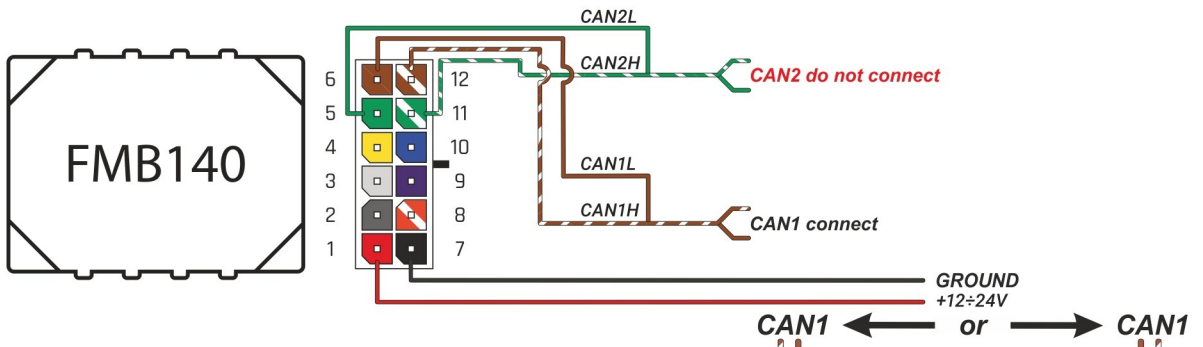 CAN2L
FMB140
6 12
CAN2H
CAN2 do not connect
5 11
4 10
3 9
CAN1L
2 8
CAN1H
CAN1 connect
1 7
GROUND
+12÷24V
CAN1 or CAN1